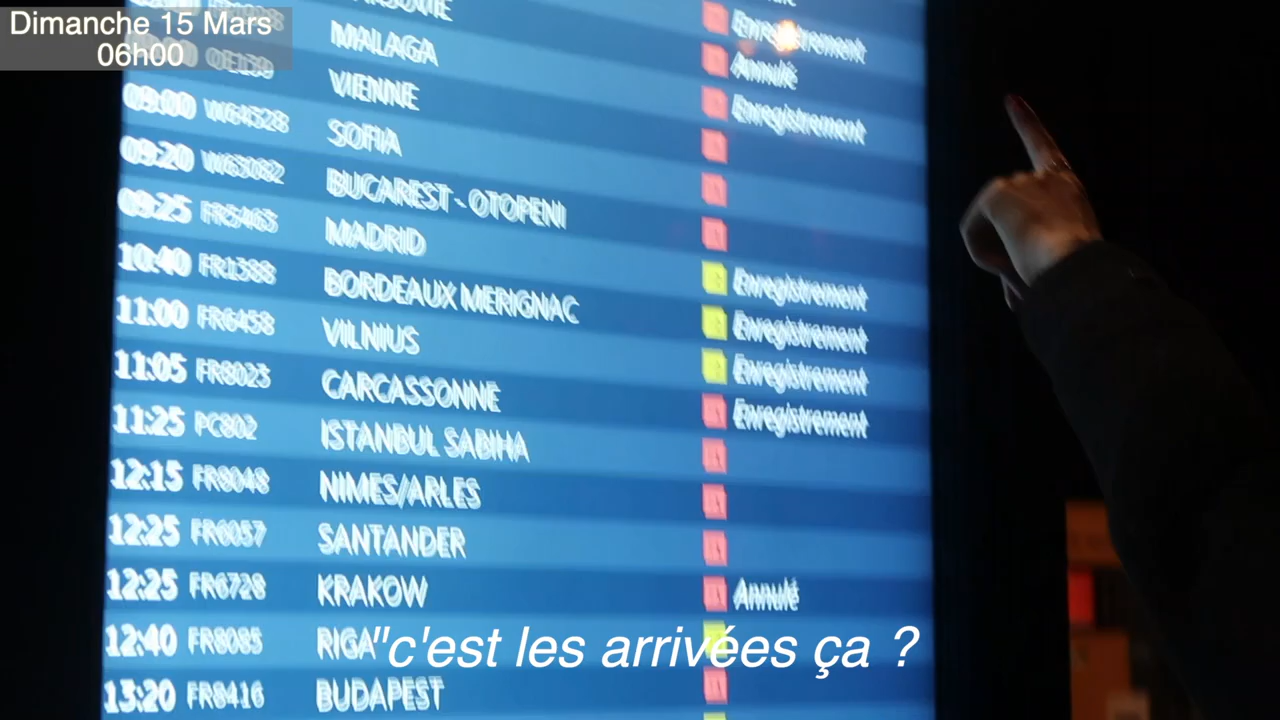 Dimanche 15 Mars
06h00
Enregistrement
MALAGA Annulé
VIENNE Enregistrement
09:00 W64328 SOFIA
09:20 W63082 BUCAREST - OTOPENI
09:25 FR5463 MADRID
10:40 FR1388 BORDEAUX MERIGNAC Enregistrement
11:00 FR6458 VILNIUS Enregistrement
11:05 FR8023 CARCASSONNE Enregistrement
11:25 PC802 ISTANBUL SABIHA Enregistrement
12:15 FR8048 NIMES/ARLES
12:25 FR6057 SANTANDER
12:25 FR6728 KRAKOW Annulé
12:40 FR8085 RIGA
"c'est les arrivées ça ?
13:20 FR8416 BUDAPEST